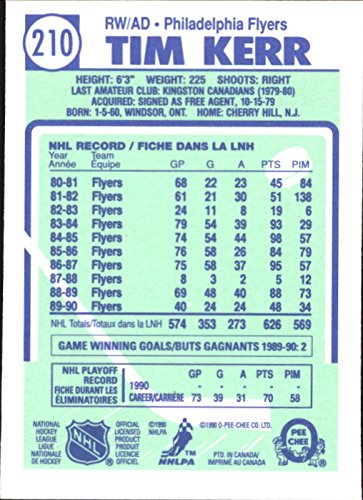 210
RW/AD • Philadelphia Flyers
TIM KERR
HEIGHT: 6'3" WEIGHT: 225 SHOOTS: RIGHT
LAST AMATEUR CLUB: KINGSTON CANADIANS (1979-80)
ACQUIRED: SIGNED AS FREE AGENT, 10-15-79
BORN: 1-5-60, WINDSOR, ONT. HOME: CHERRY HILL, N.J.
NHL RECORD / FICHE DANS LA LNH
Year Team GP G A PTS PIM
Année Équipe
80-81 Flyers 68 22 23 45 84
81-82 Flyers 61 21 30 51 138
82-83 Flyers 24 11 8 19 6
83-84 Flyers 79 54 39 93 29
84-85 Flyers 74 54 44 98 57
85-86 Flyers 76 58 26 84 79
86-87 Flyers 75 58 37 95 57
87-88 Flyers 8 3 2 5 12
88-89 Flyers 69 48 40 88 73
89-90 Flyers 40 24 24 48 34
NHL Totals/Totaux dans la LNH 574 353 273 626 569
GAME WINNING GOALS/BUTS GAGNANTS 1989-90: 2
NHL PLAYOFF RECORD
FICHE DURANT LES ÉLIMINATOIRES
GP G A PTS PIM
1990 - - - - -
CAREER/CARRIÈRE 73 39 31 70 58
NATIONAL HOCKEY LEAGUE
LIGUE NATIONALE DE HOCKEY
NHL
OFFICIAL LICENSED PRODUCT
PRODUIT OFFICIEL
©1990 NHL
©1990 NHLPA
NHLPA
©1990 O-PEE-CHEE CO. LTD.
PTD. IN CANADA/
IMPRIMÉ AU CANADA
O
PEE
CHEE